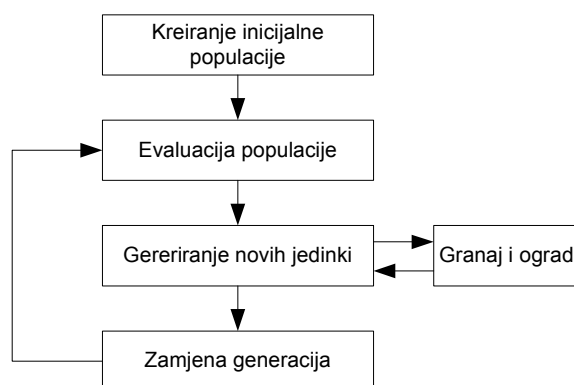 Kreiranje inicijalne
populacije
Evaluacija populacije
Gereriranje novih jedinki
Granaj i ograd
Zamjena generacija